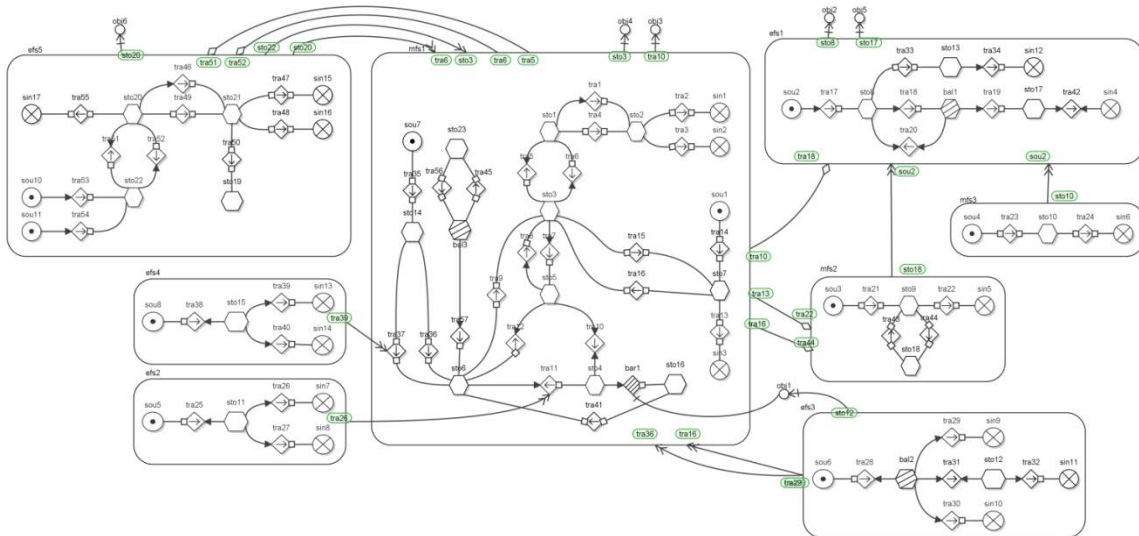 obj6
efs5
sto20
tra51
tra52
sto22
sto20
tra46
tra47
sin15
sin17
tra55
sto20
tra49
sto21
tra48
sin16
tra51
tra52
tra50
sou10
tra53
sto22
sto19
sou11
tra54
mfs1
tra6
sto3
tra6
tra5
obj4
obj3
sto3
tra10
tra1
tra2
sin1
sto1
tra4
sto2
tra3
sin2
tra5
tra6
sou7
sto23
tra35
tra56
tra45
sto3
sou1
sto14
bal3
tra8
tra7
tra15
tra14
tra9
sto5
tra16
sto7
tra37
tra36
tra57
tra12
tra10
tra13
sto6
tra11
sto4
bar1
sto16
sin3
tra41
tra36
tra16
efs4
sou8
tra38
sto15
tra39
sin13
tra40
sin14
tra39
efs2
sou5
tra25
sto11
tra26
sin7
tra27
sin8
tra26
obj2
obj5
efs1
sto8
sto17
tra33
sto13
tra34
sin12
sou2
tra17
sto8
tra18
bal1
tra19
sto17
tra42
sin4
tra20
tra18
sou2
sou2
mfs3
sto10
sou4
tra23
sto10
tra24
sin6
tra10
mfs2
sto18
tra13
tra22
tra16
tra44
sou3
tra21
sto9
tra22
sin5
tra43
tra44
sto18
obj1
efs3
sto12
tra29
sin9
sou6
tra28
bal2
tra31
sto12
tra32
sin11
tra30
sin10
tra29